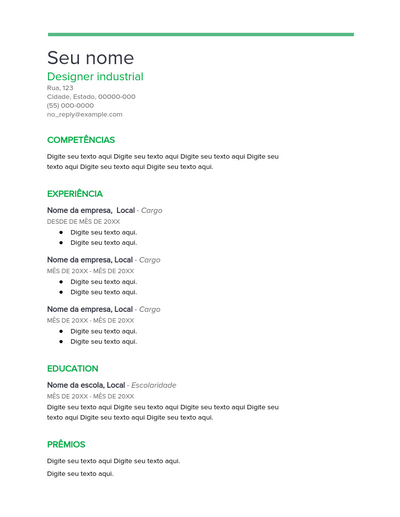 Seu nome
Designer industrial
Rua, 123
Cidade, Estado, 00000-000
(55) 000-0000
no_reply@example.com
COMPETÊNCIAS
Digite seu texto aqui Digite seu texto aqui Digite seu texto aqui Digite seu
texto aqui Digite seu texto aqui Digite seu texto aqui.
EXPERIÊNCIA
Nome da empresa, Local - Cargo
DESDE DE MÊS DE 20XX
● Digite seu texto aqui.
● Digite seu texto aqui.
Nome da empresa, Local - Cargo
MÊS DE 20XX - MÊS DE 20XX
● Digite seu texto aqui.
● Digite seu texto aqui.
Nome da empresa, Local - Cargo
MÊS DE 20XX - MÊS DE 20XX
● Digite seu texto aqui.
● Digite seu texto aqui.
EDUCATION
Nome da escola, Local - Escolaridade
MÊS DE 20XX - MÊS DE 20XX
Digite seu texto aqui Digite seu texto aqui Digite seu texto aqui Digite seu
texto aqui Digite seu texto aqui Digite seu texto aqui.
PRÊMIOS
Digite seu texto aqui Digite seu texto aqui.
Digite seu texto aqui.